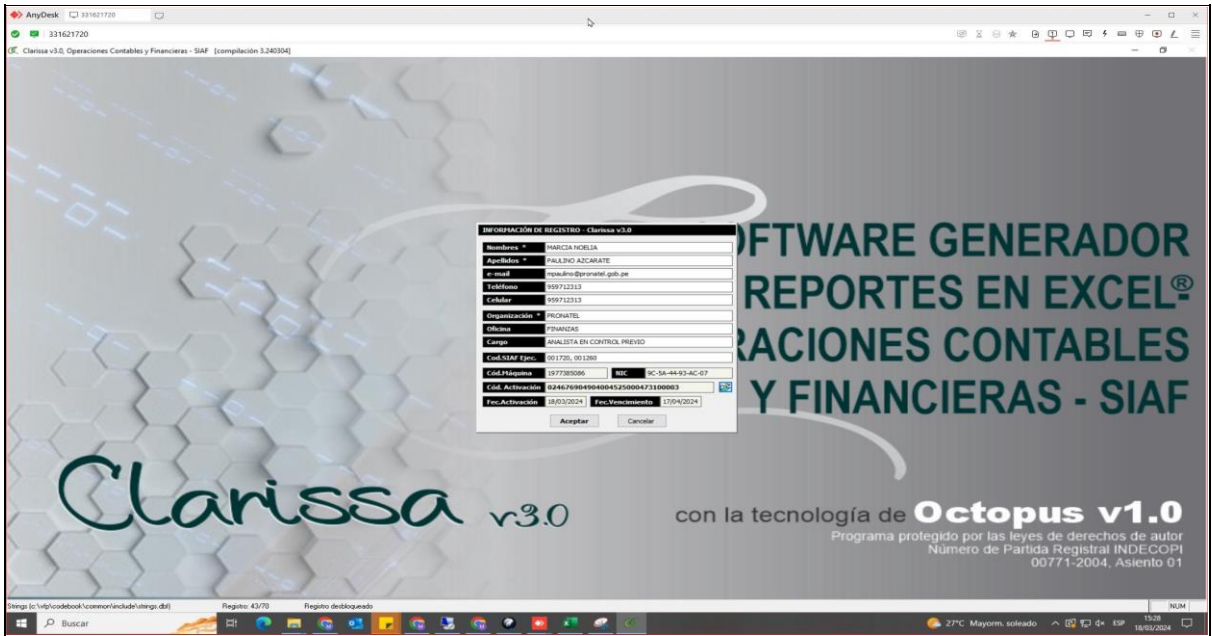 AnyDesk 331621720
331621720
Clarissa v3.0, Operaciones Contables y Financieras - SIAF [compilación 3.240304]
INFORMACIÓN DE REGISTRO - Clarissa v3.0
Nombres * MARCIA NOELIA
Apellidos * PAULINO AZCARATE
e-mail mpaulino@pronatel.gob.pe
Teléfono 959712313
Celular 959712313
Organización * PRONATEL
Oficina FINANZAS
Cargo ANALISTA EN CONTROL PREVIO
Cod.SIAF Ejec. 001720, 001260
Cód.Máquina 1977385086 NIC 9C-5A-44-93-AC-07
Cód. Activación 024676904904004525000473100003
Fec.Activación 18/03/2024 Fec.Vencimiento 17/04/2024
Aceptar Cancelar
OFTWARE GENERADOR
REPORTES EN EXCEL®
RACIONES CONTABLES
Y FINANCIERAS - SIAF
Clarissa v3.0
con la tecnología de Octopus v1.0
Programa protegido por las leyes de derechos de autor
Número de Partida Registral INDECOPI
00771-2004, Asiento 01
Strings (c:\vfp\codebook\common\include\strings.dbf) Registro: 43/78 Registro desbloqueado NUM
Buscar 27°C Mayorm. soleado ESP 15:28
18/03/2024